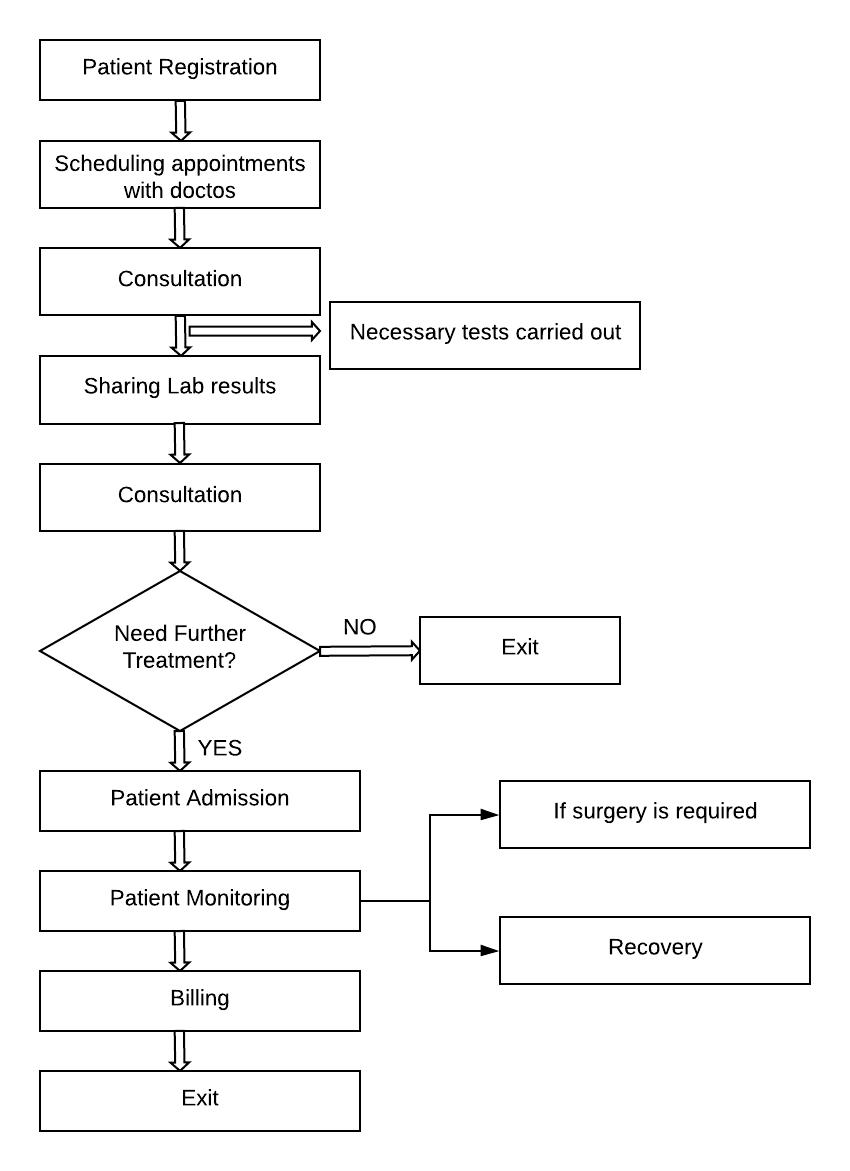 Patient Registration
Scheduling appointments
with doctos
Consultation
Necessary tests carried out
Sharing Lab results
Consultation
Need Further
Treatment?
NO
Exit
YES
Patient Admission
If surgery is required
Patient Monitoring
Recovery
Billing
Exit